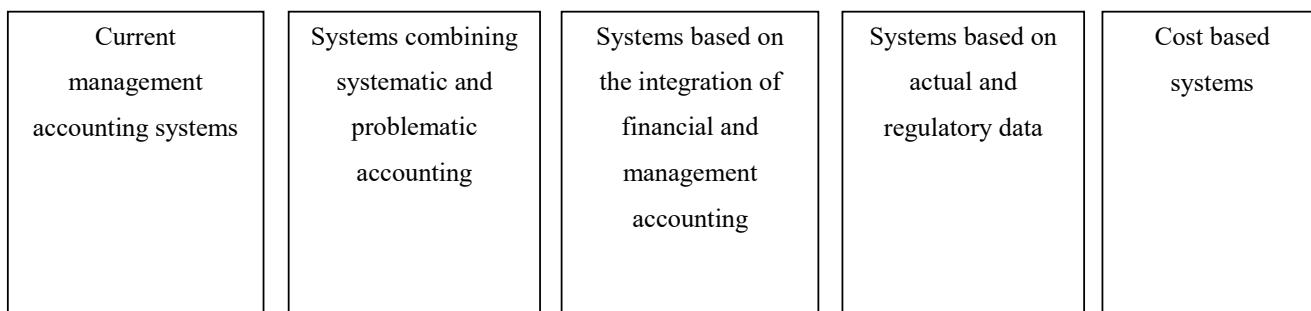 Current
management
accounting systems
Systems combining
systematic and
problematic
accounting
Systems based on
the integration of
financial and
management
accounting
Systems based on
actual and
regulatory data
Cost based
systems